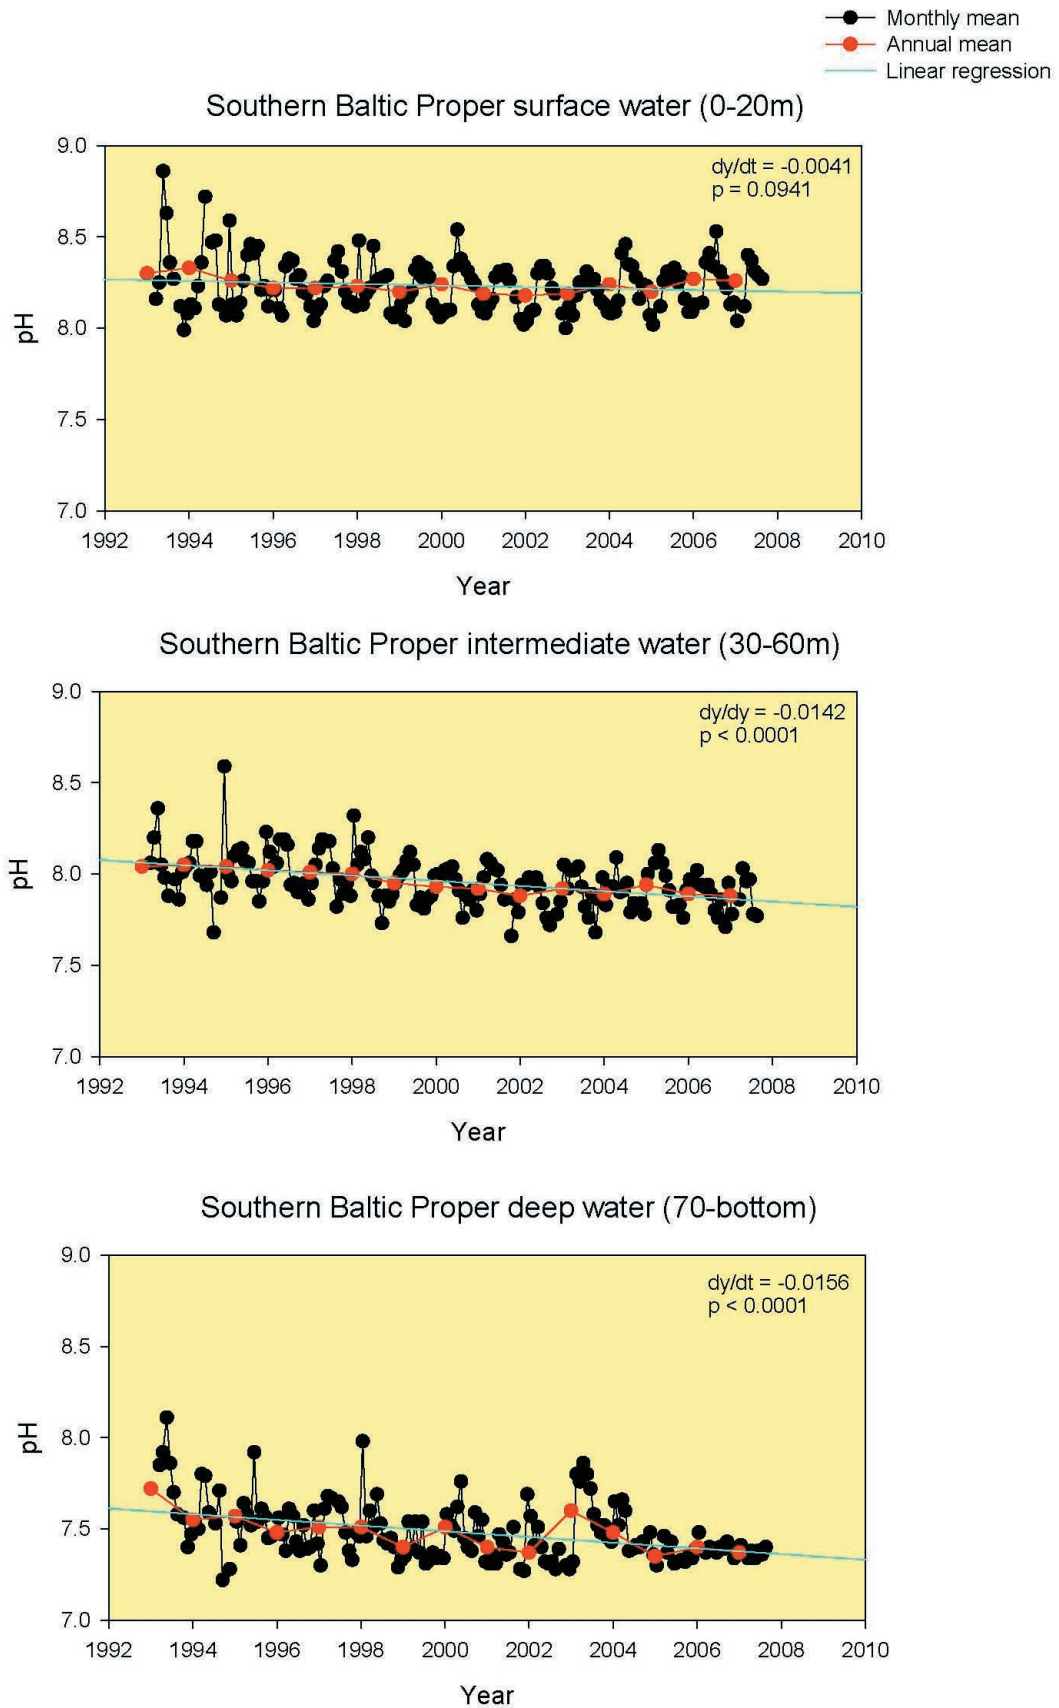 Monthly mean
Annual mean
Linear regression
Southern Baltic Proper surface water (0-20m)
dy/dt = -0.0041
p = 0.0941
9.0
8.5
8.0
7.5
7.0
pH
1992 1994 1996 1998 2000 2002 2004 2006 2008 2010
Year
Southern Baltic Proper intermediate water (30-60m)
dy/dy = -0.0142
p < 0.0001
9.0
8.5
8.0
7.5
7.0
pH
1992 1994 1996 1998 2000 2002 2004 2006 2008 2010
Year
Southern Baltic Proper deep water (70-bottom)
dy/dt = -0.0156
p < 0.0001
9.0
8.5
8.0
7.5
7.0
pH
1992 1994 1996 1998 2000 2002 2004 2006 2008 2010
Year